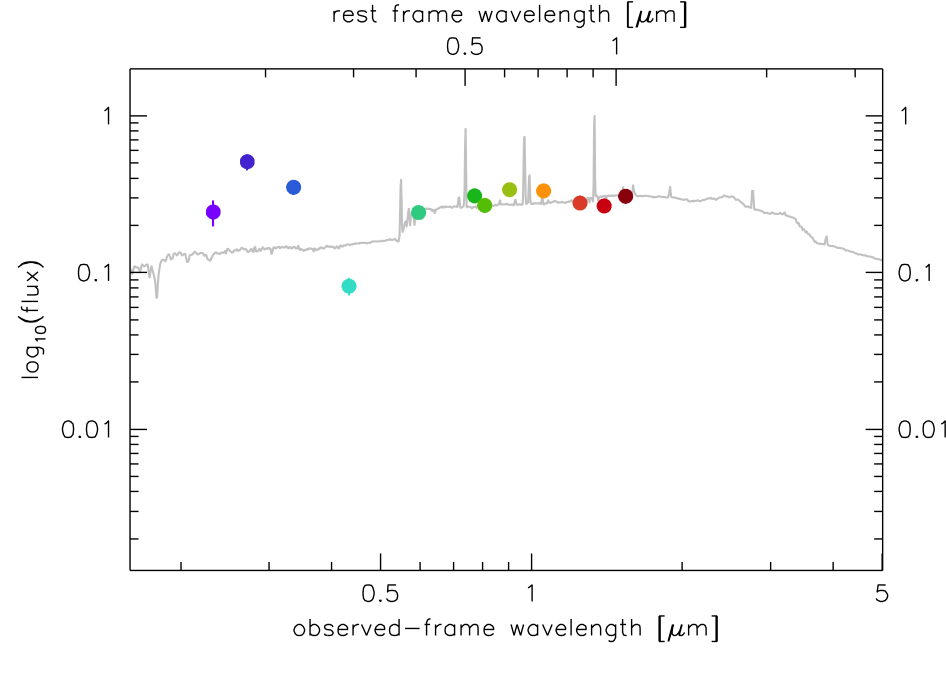 rest frame wavelength [μm]
0.5 1
1 1
0.1 0.1
0.01 0.01
log10(flux)
0.5 1 5
observed-frame wavelength [μm]